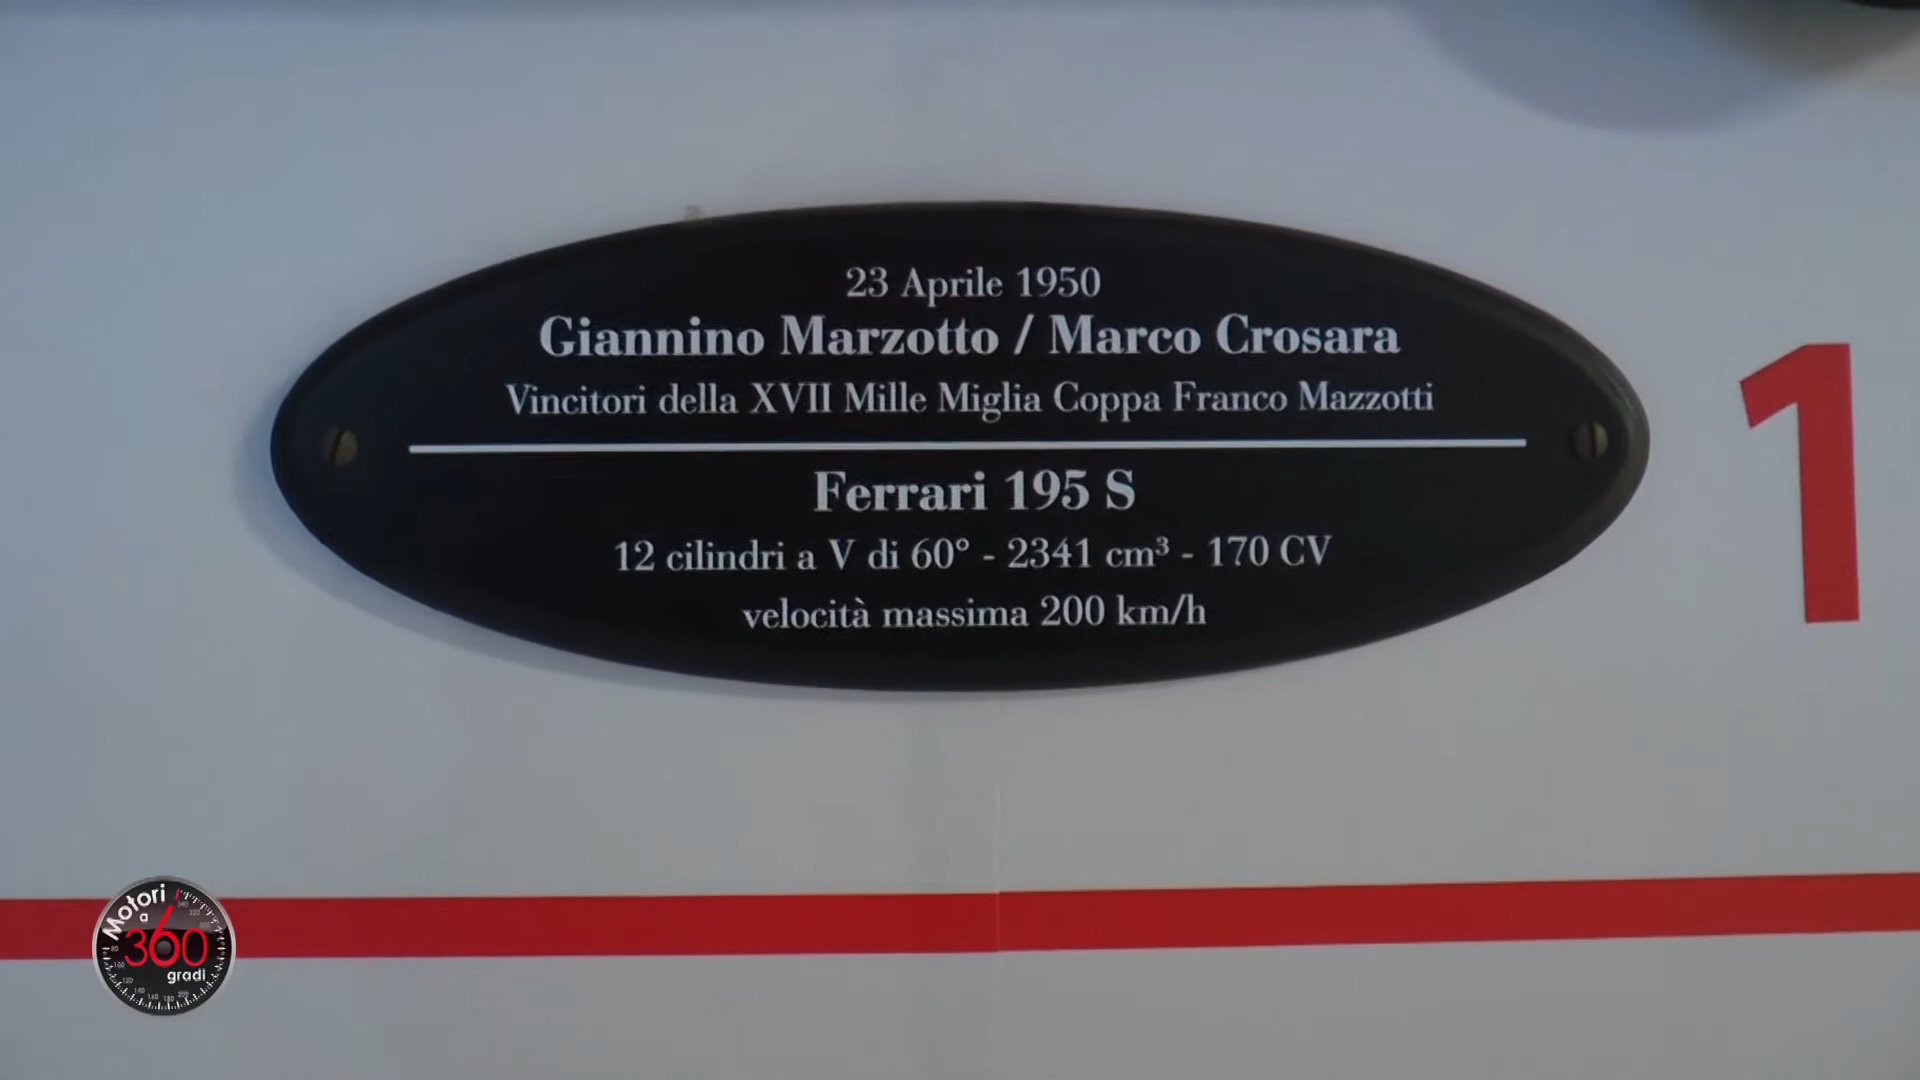 23 Aprile 1950
Giannino Marzotto / Marco Crosara
Vincitori della XVII Mille Miglia Coppa Franco Mazzotti
Ferrari 195 S
12 cilindri a V di 60° - 2341 cm³ - 170 CV
velocità massima 200 km/h
1
Motori
a
360
gradi